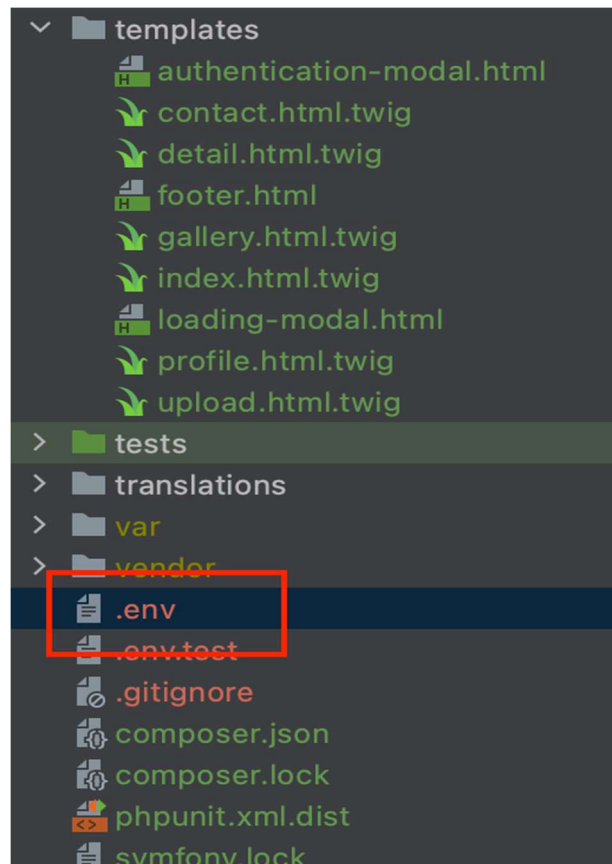 templates
authentication-modal.html
contact.html.twig
detail.html.twig
footer.html
gallery.html.twig
index.html.twig
loading-modal.html
profile.html.twig
upload.html.twig
tests
translations
var
vendor
.env
.env.test
.gitignore
composer.json
composer.lock
phpunit.xml.dist
symfony.lock